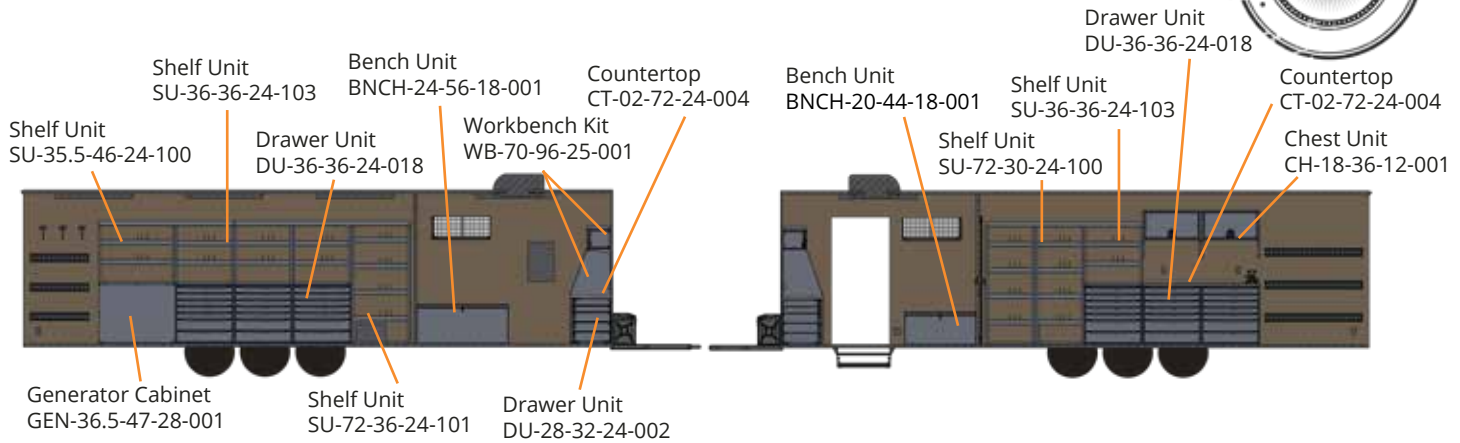 Drawer Unit
DU-36-36-24-018
Shelf Unit
SU-36-36-24-103
Bench Unit
BNCH-24-56-18-001
Countertop
CT-02-72-24-004
Bench Unit
BNCH-20-44-18-001
Shelf Unit
SU-36-36-24-103
Countertop
CT-02-72-24-004
Shelf Unit
SU-35.5-46-24-100
Drawer Unit
DU-36-36-24-018
Workbench Kit
WB-70-96-25-001
Shelf Unit
SU-72-30-24-100
Chest Unit
CH-18-36-12-001
Generator Cabinet
GEN-36.5-47-28-001
Shelf Unit
SU-72-36-24-101
Drawer Unit
DU-28-32-24-002